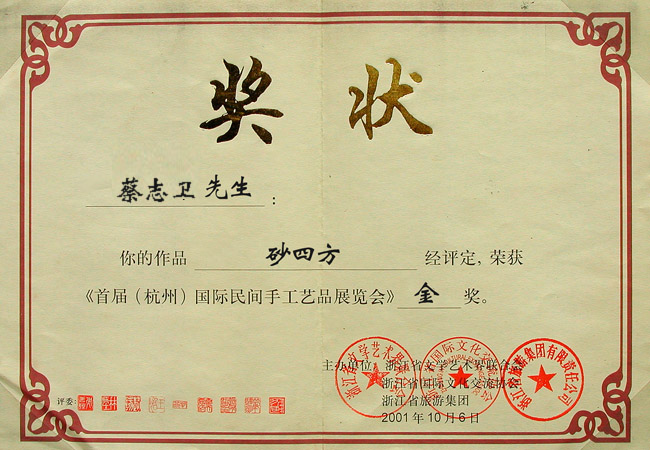 奖状
蔡志卫先生：
你的作品 砂四方 经评定，荣获
《首届（杭州）国际民间手工艺品展览会》金奖。
主办单位：浙江省文学艺术界联合会
浙江省国际文化交流协会
浙江省旅游集团
2001年10月6日
评委：